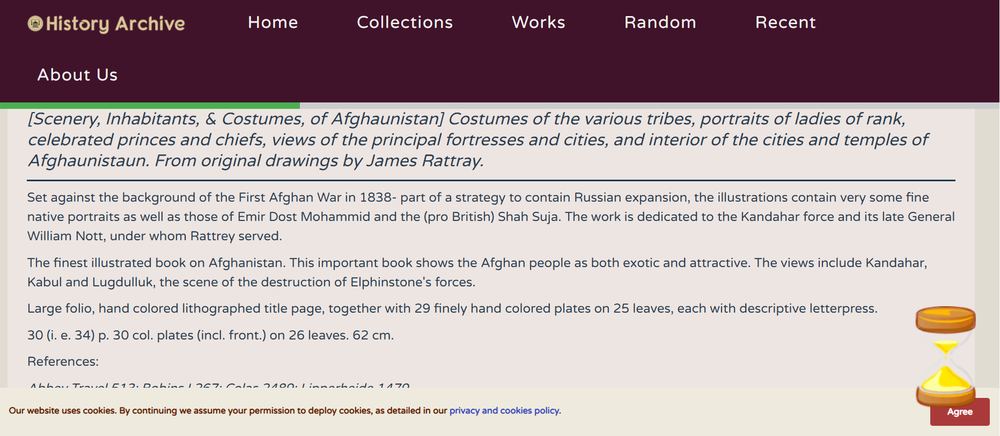 History Archive
Home
Collections
Works
Random
Recent
About Us
[Scenery, Inhabitants, & Costumes, of Afghaunistan] Costumes of the various tribes, portraits of ladies of rank,
celebrated princes and chiefs, views of the principal fortresses and cities, and interior of the cities and temples of
Afghaunistaun. From original drawings by James Rattray.
Set against the background of the First Afghan War in 1838- part of a strategy to contain Russian expansion, the illustrations contain very some fine
native portraits as well as those of Emir Dost Mohammid and the (pro British) Shah Suja. The work is dedicated to the Kandahar force and its late General
William Nott, under whom Rattrey served.
The finest illustrated book on Afghanistan. This important book shows the Afghan people as both exotic and attractive. The views include Kandahar,
Kabul and Lugdulluk, the scene of the destruction of Elphinstone's forces.
Large folio, hand colored lithographed title page, together with 29 finely hand colored plates on 25 leaves, each with descriptive letterpress.
30 (i. e. 34) p. 30 col. plates (incl. front.) on 26 leaves. 62 cm.
References:
Abbey Travel 513; Robins I 267; Colas 2489; Lipperheide 1479
Our website uses cookies. By continuing we assume your permission to deploy cookies, as detailed in our privacy and cookies policy.
Agree